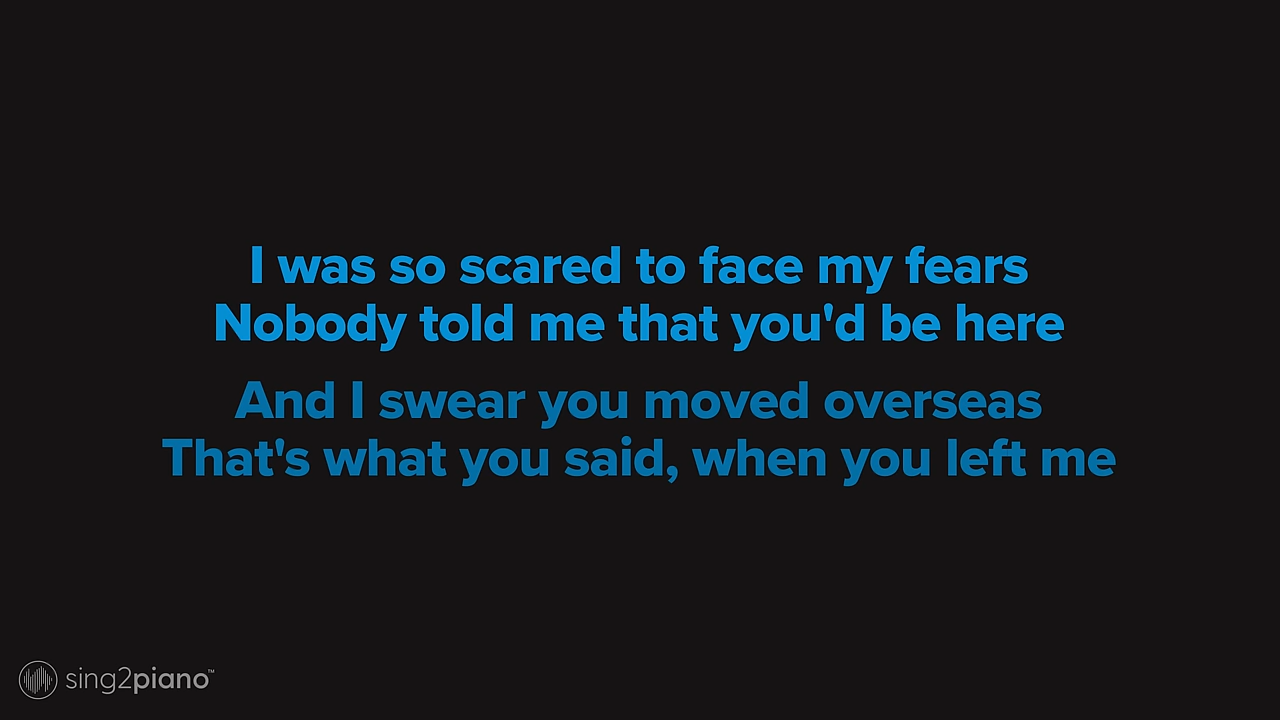 I was so scared to face my fears
Nobody told me that you'd be here
And I swear you moved overseas
That's what you said, when you left me
sing2piano™